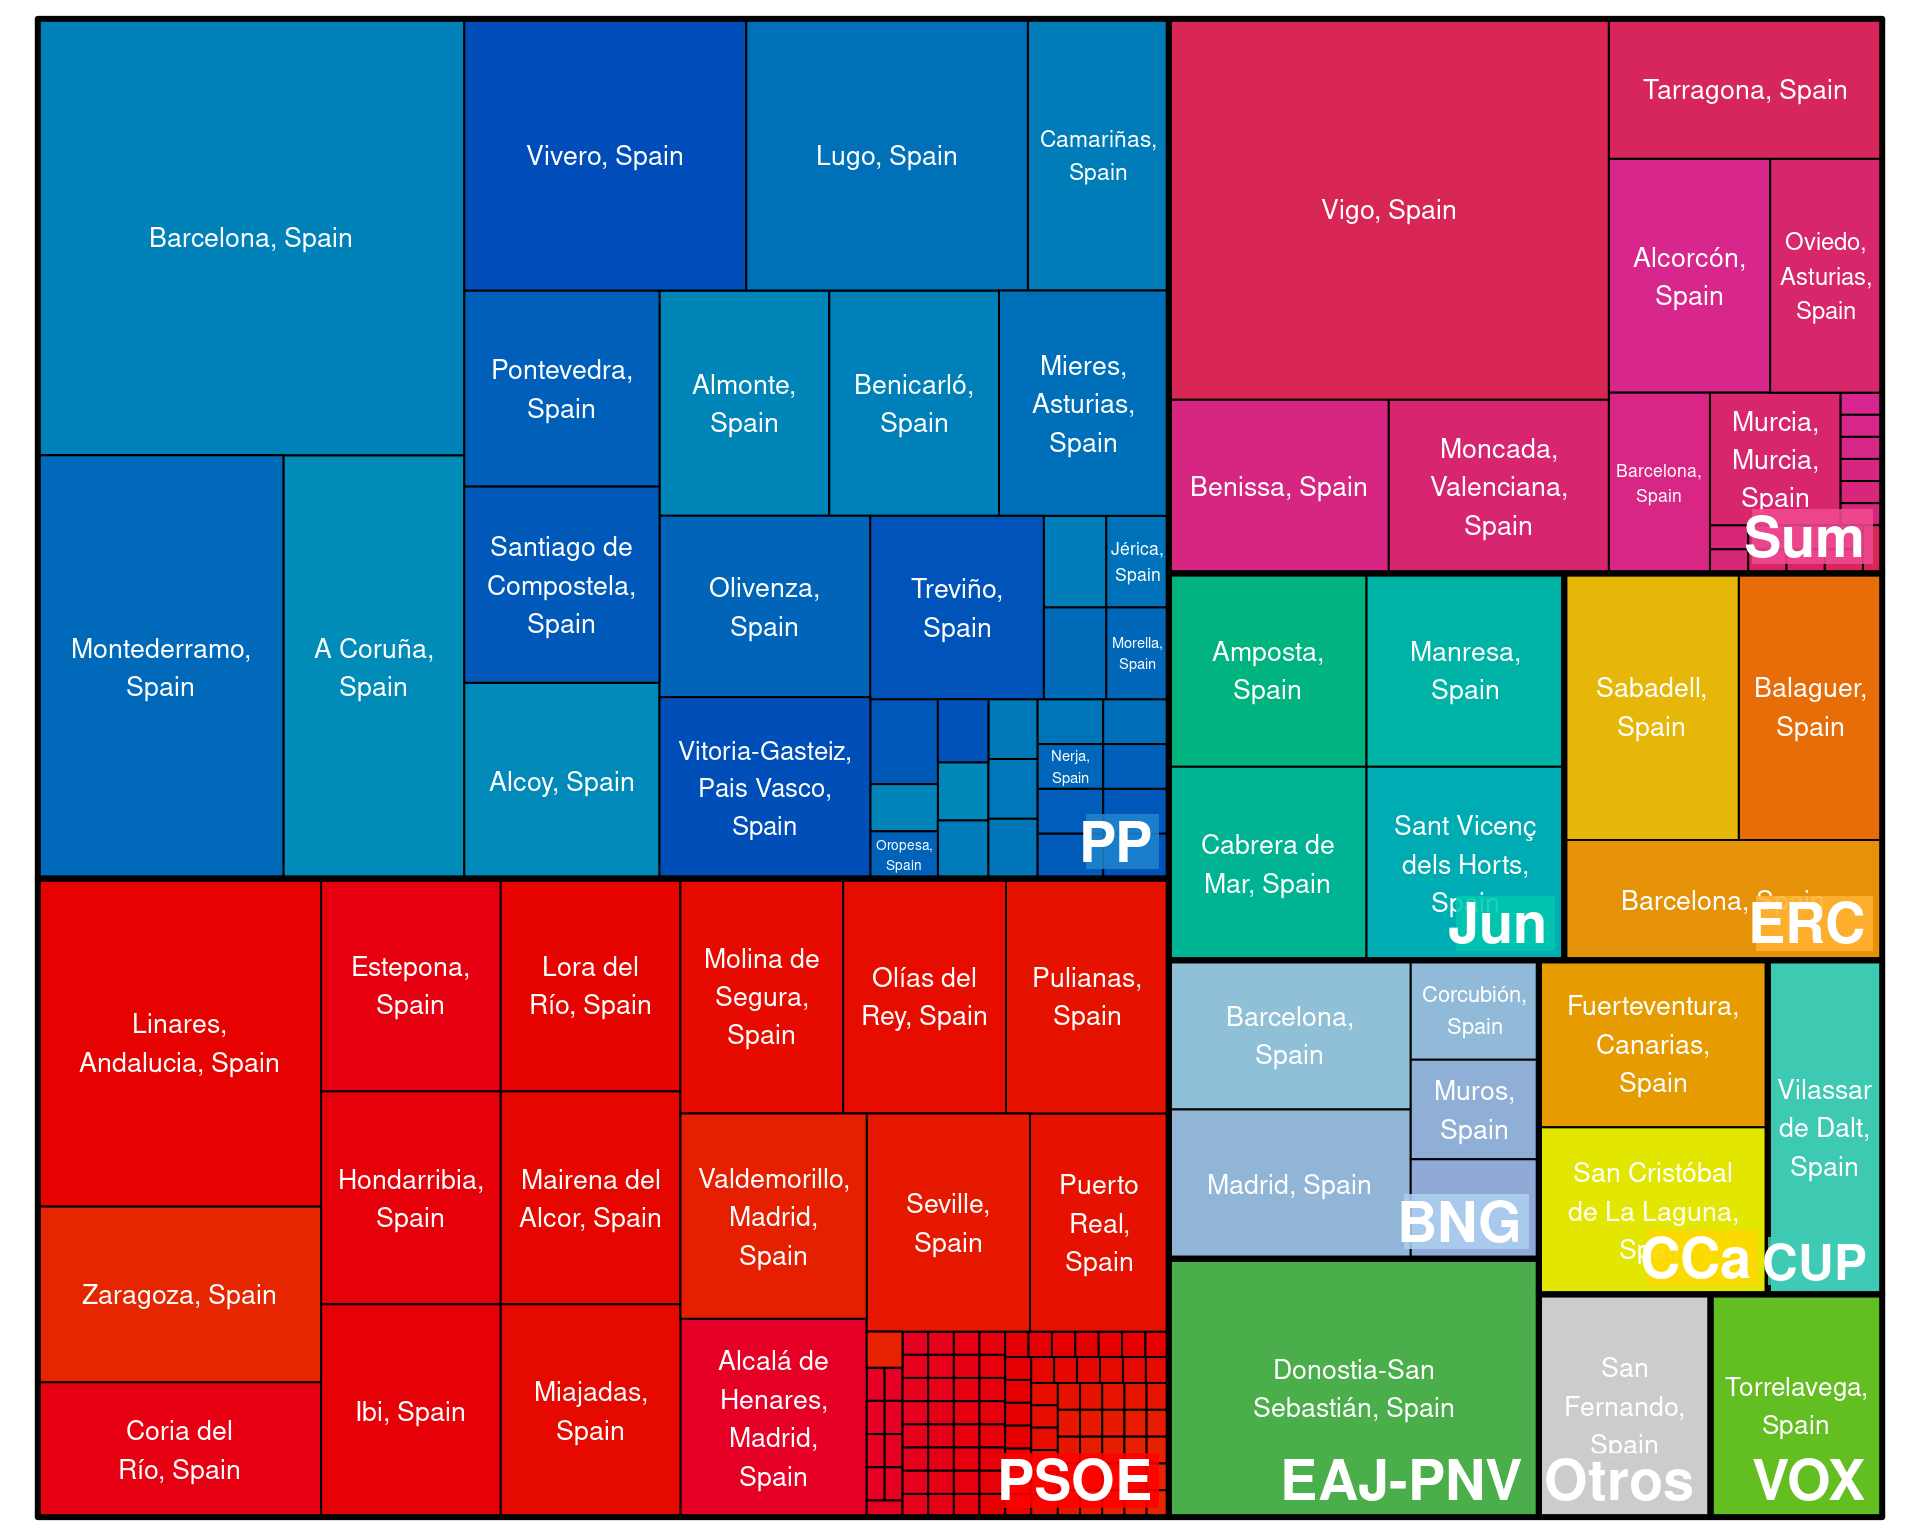 Barcelona, Spain
Vivero, Spain
Lugo, Spain
Camariñas,
Spain
Pontevedra,
Spain
Almonte,
Spain
Benicarló,
Spain
Mieres,
Asturias,
Spain
Montederramo,
Spain
A Coruña,
Spain
Santiago de
Compostela,
Spain
Olivenza,
Spain
Treviño,
Spain
Jérica,
Spain
Morella,
Spain
Alcoy, Spain
Vitoria-Gasteiz,
Pais Vasco,
Spain
Nerja,
Spain
Oropesa,
Spain
PP
Vigo, Spain
Tarragona, Spain
Alcorcón,
Spain
Oviedo,
Asturias,
Spain
Benissa, Spain
Moncada,
Valenciana,
Spain
Barcelona,
Spain
Murcia,
Murcia,
Spain
Sum
Amposta,
Spain
Manresa,
Spain
Cabrera de
Mar, Spain
Sant Vicenç
dels Horts,
Spain
Jun
Sabadell,
Spain
Balaguer,
Spain
Barcelona, Spain
ERC
Linares,
Andalucia, Spain
Estepona,
Spain
Lora del
Río, Spain
Molina de
Segura,
Spain
Olías del
Rey, Spain
Pulianas,
Spain
Hondarribia,
Spain
Mairena del
Alcor, Spain
Valdemorillo,
Madrid,
Spain
Seville,
Spain
Puerto
Real,
Spain
Zaragoza, Spain
Coria del
Río, Spain
Ibi, Spain
Miajadas,
Spain
Alcalá de
Henares,
Madrid,
Spain
PSOE
Barcelona,
Spain
Corcubión,
Spain
Muros,
Spain
Madrid, Spain
BNG
Fuerteventura,
Canarias,
Spain
San Cristóbal
de La Laguna,
Spain
CCa
Vilassar
de Dalt,
Spain
CUP
Donostia-San
Sebastián, Spain
EAJ-PNV
San
Fernando,
Spain
Otros
Torrelavega,
Spain
VOX